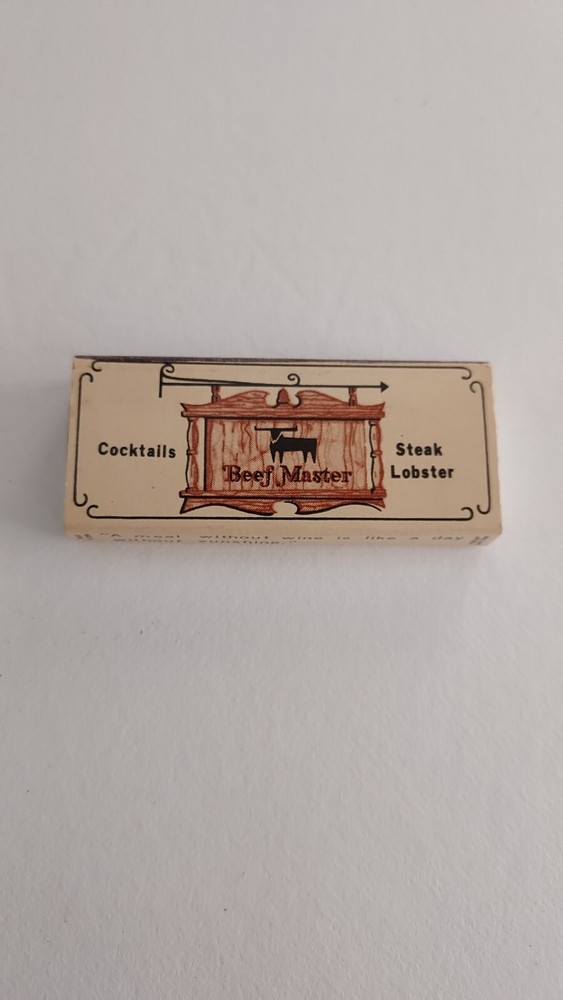 Cocktails
Beef Master
Steak
Lobster
"A meal without wine is like a day
without sunshine."